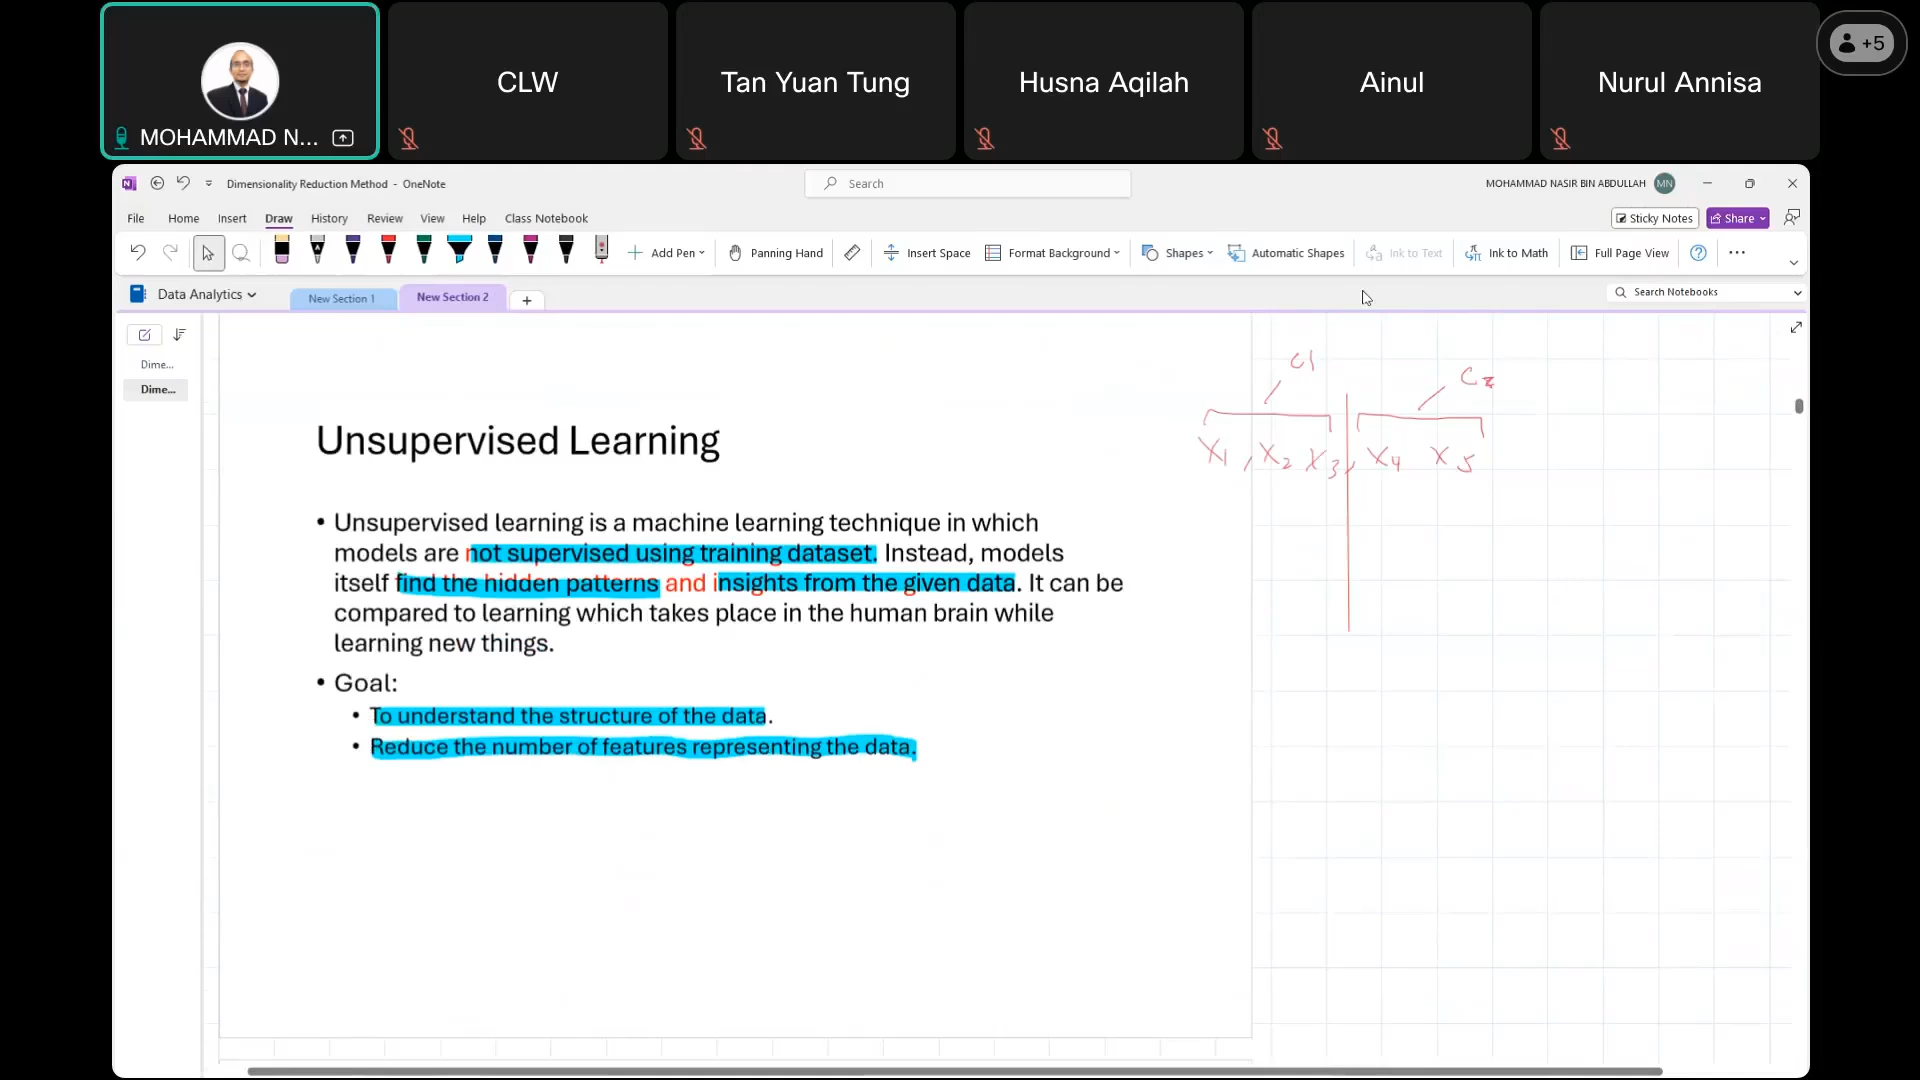 CLW
Tan Yuan Tung
Husna Aqilah
Ainul
Nurul Annisa
+5
MOHAMMAD N...
Dimensionality Reduction Method - OneNote
Search
MOHAMMAD NASIR BIN ABDULLAH
MN
File Home Insert Draw History Review View Help Class Notebook
Sticky Notes
Share
Add Pen
Panning Hand
Insert Space
Format Background
Shapes
Automatic Shapes
Ink to Text
Ink to Math
Full Page View
Data Analytics
New Section 1
New Section 2
Search Notebooks
Dime...
Dime...
C1
C2
X1, X2 X3, X4 X5
Unsupervised Learning
• Unsupervised learning is a machine learning technique in which
models are not supervised using training dataset. Instead, models
itself find the hidden patterns and insights from the given data. It can be
compared to learning which takes place in the human brain while
learning new things.
• Goal:
• To understand the structure of the data.
• Reduce the number of features representing the data.